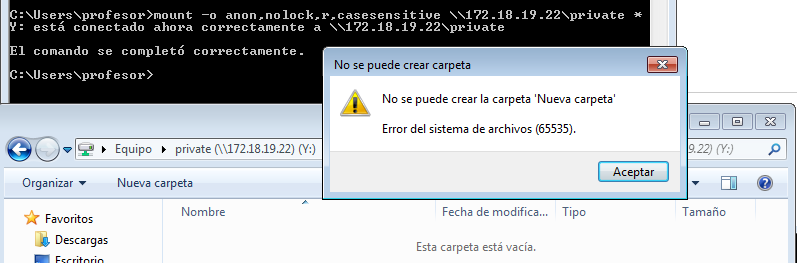 C:\Users\profesor>mount -o anon,nolock,r,casesensitive \\172.18.19.22\private *
Y: está conectado ahora correctamente a \\172.18.19.22\private
El comando se completó correctamente.
C:\Users\profesor>
No se puede crear carpeta
No se puede crear la carpeta 'Nueva carpeta'
Error del sistema de archivos (65535).
Aceptar
Equipo private (\\172.18.19.22) (Y:) 19.22) (Y:)
Organizar Nueva carpeta
Favoritos Nombre Fecha de modifica... Tipo Tamaño
Descargas Esta carpeta está vacía.
Escritorio